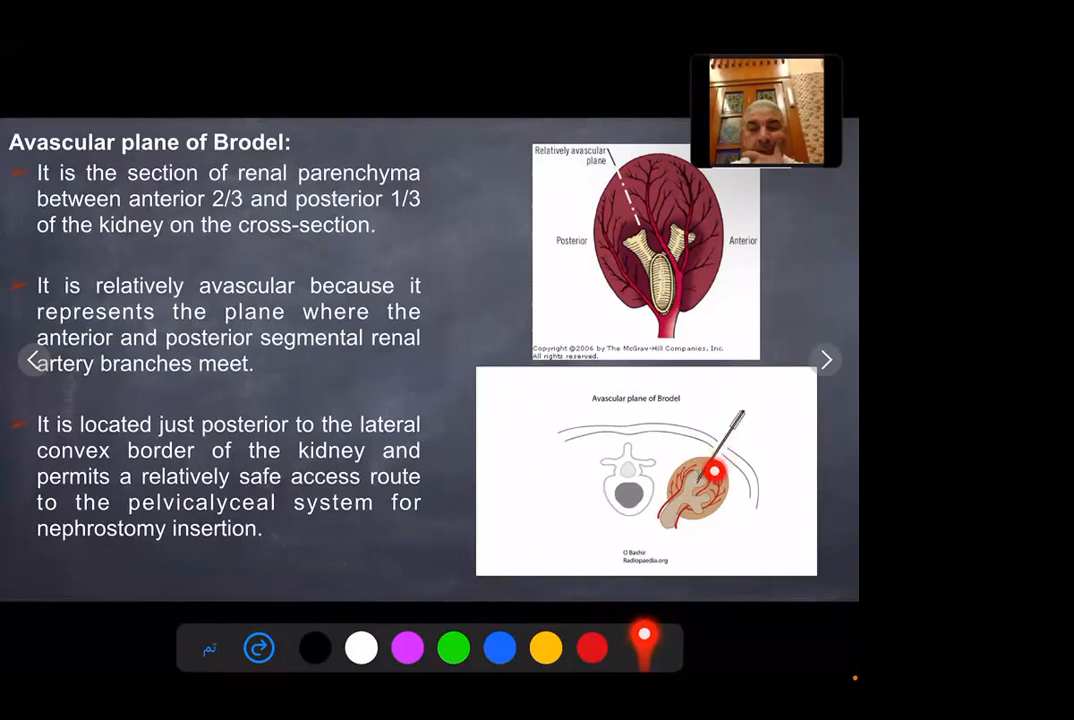 Avascular plane of Brodel:
It is the section of renal parenchyma
between anterior 2/3 and posterior 1/3
of the kidney on the cross-section.
It is relatively avascular because it
represents the plane where the
anterior and posterior segmental renal
artery branches meet.
It is located just posterior to the lateral
convex border of the kidney and
permits a relatively safe access route
to the pelvicalyceal system for
nephrostomy insertion.
Relatively avascular
plane
Posterior
Anterior
Copyright ©2006 by The McGraw-Hill Companies, Inc.
All rights reserved.
Avascular plane of Brodel
O Bashir
Radiopaedia.org
تم